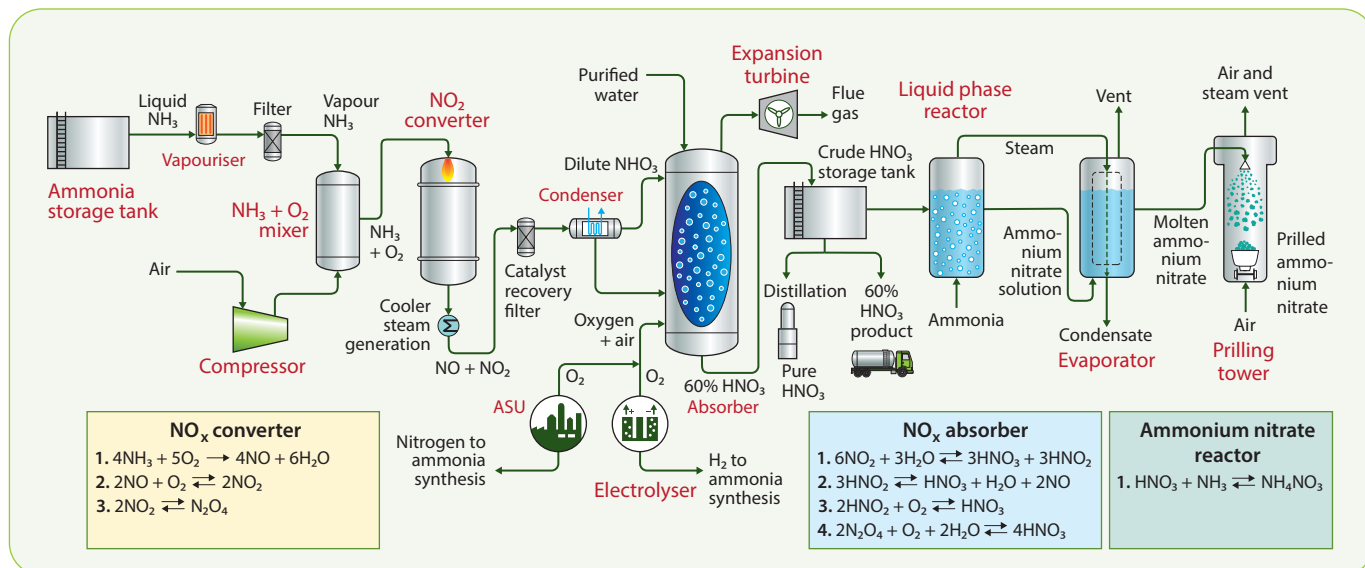 Liquid
NH₃
Vapouriser
Filter
Vapour
NH₃
Ammonia
storage tank
NH₃ + O₂
mixer
NH₃
+ O₂
Air
Compressor
NO₂
converter
Cooler
steam
generation
NO + NO₂
Catalyst
recovery
filter
Condenser
Dilute NHO₃
Purified
water
Oxygen
+ air
O₂
O₂
ASU
Nitrogen to
ammonia
synthesis
Electrolyser
H₂ to
ammonia
synthesis
60% HNO₃
Absorber
Expansion
turbine
Flue
gas
Crude HNO₃
storage tank
Distillation
Pure
HNO₃
60%
HNO₃
product
Liquid phase
reactor
Steam
Ammonia
Ammo-
nium
nitrate
solution
Vent
Condensate
Evaporator
Molten
ammo-
nium
nitrate
Air and
steam vent
Prilled
ammo-
nium
nitrate
Air
Prilling
tower
NOₓ converter
1. 4NH₃ + 5O₂ → 4NO + 6H₂O
2. 2NO + O₂ ⇄ 2NO₂
3. 2NO₂ ⇄ N₂O₄
NOₓ absorber
1. 6NO₂ + 3H₂O ⇄ 3HNO₃ + 3HNO₂
2. 3HNO₂ ⇄ HNO₃ + H₂O + 2NO
3. 2HNO₂ + O₂ ⇄ HNO₃
4. 2N₂O₄ + O₂ + 2H₂O ⇄ 4HNO₃
Ammonium nitrate
reactor
1. HNO₃ + NH₃ ⇄ NH₄NO₃